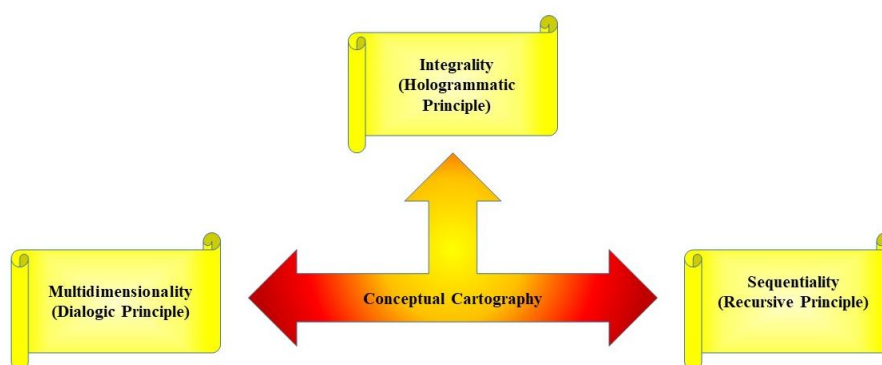 Integrality
(Hologrammatic
Principle)
Multidimensionality
(Dialogic Principle)
Conceptual Cartography
Sequentiality
(Recursive Principle)